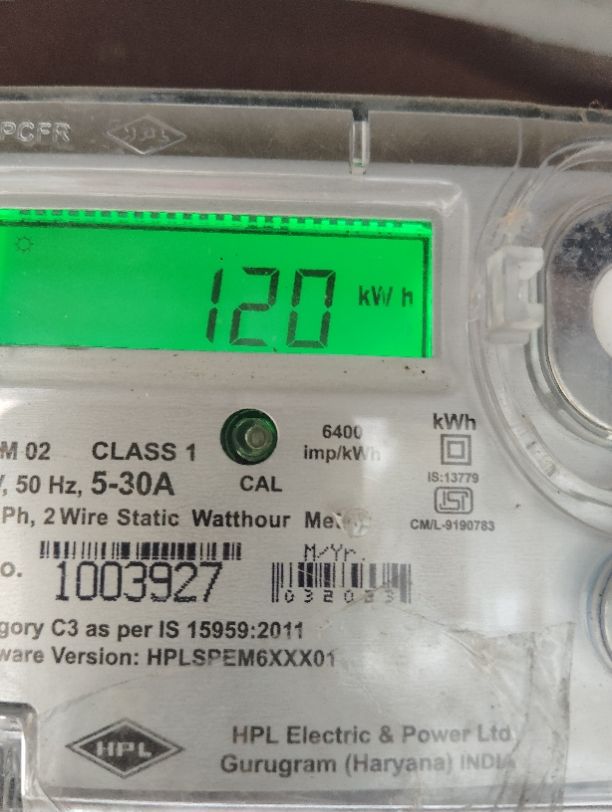 PCFR
120 kWh
6400
imp/kWh
kWh
M 02 CLASS 1
, 50 Hz, 5-30A
CAL
IS:13779
ISI
CM/L-9190783
Ph, 2 Wire Static Watthour
M/Yr.
o. 1003927
gory C3 as per IS 15959:2011
ware Version: HPLSPEM6XXX01
HPL
HPL Electric & Power Ltd
Gurugram (Haryana) INDIA